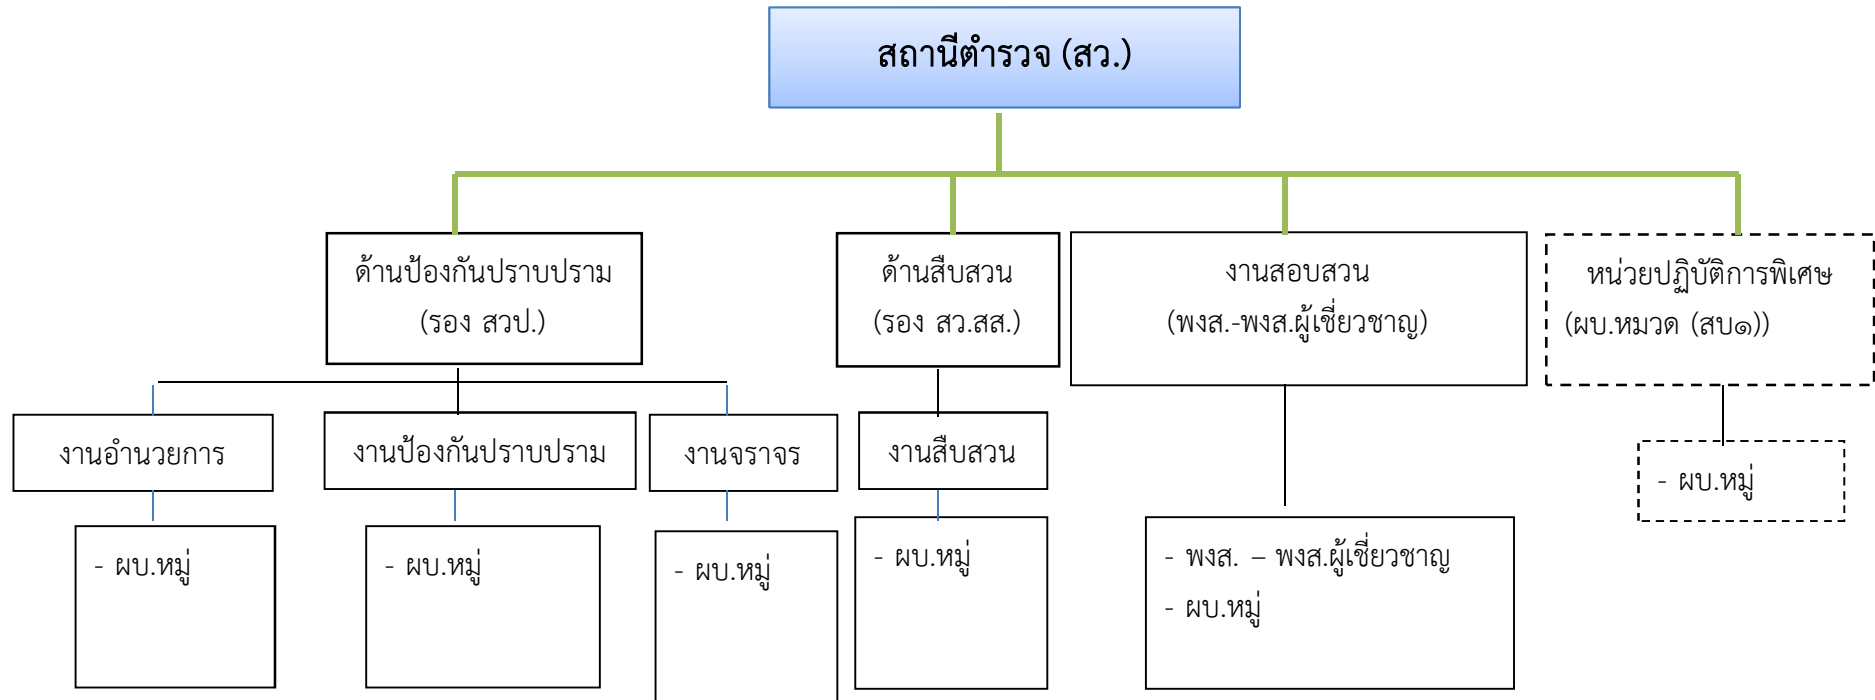 สถานีตำรวจ (สว.)
ด้านป้องกันปราบปราม
(รอง สวป.)
ด้านสืบสวน
(รอง สว.สส.)
งานสอบสวน
(พงส.-พงส.ผู้เชี่ยวชาญ)
หน่วยปฏิบัติการพิเศษ
(ผบ.หมวด (สบ๑))
งานอำนวยการ
งานป้องกันปราบปราม
งานจราจร
งานสืบสวน
- ผบ.หมู่
- ผบ.หมู่
- ผบ.หมู่
- ผบ.หมู่
- พงส. – พงส.ผู้เชี่ยวชาญ
- ผบ.หมู่
- ผบ.หมู่